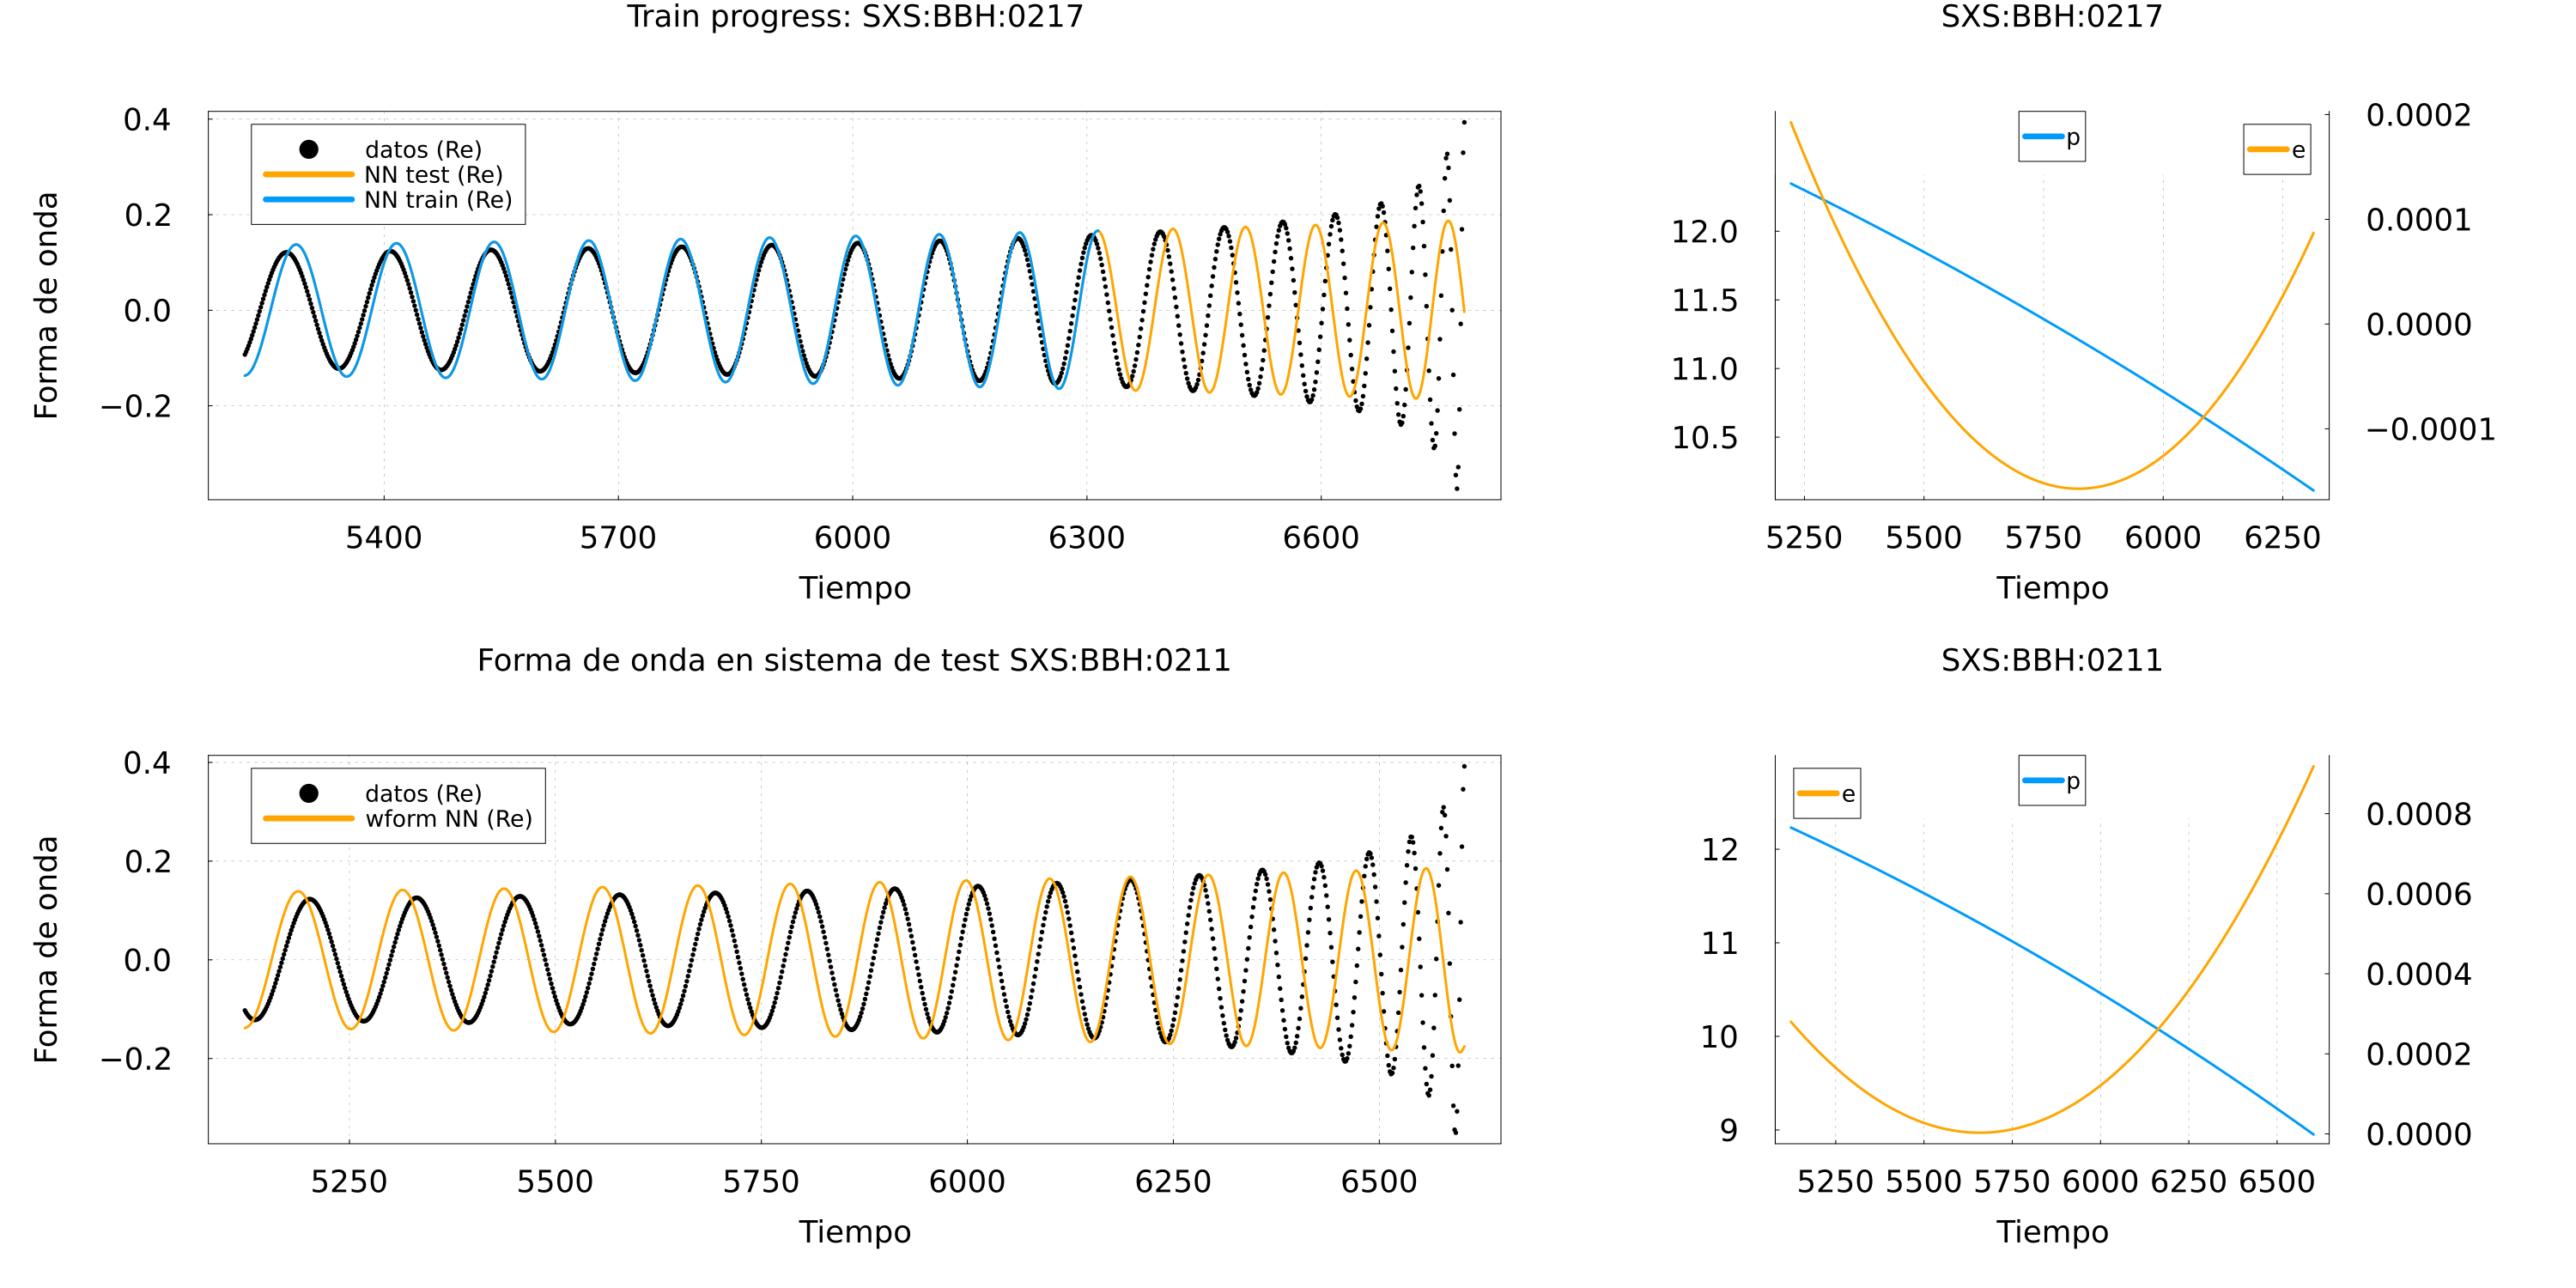 Train progress: SXS:BBH:0217
0.4
0.2
0.0
−0.2
Forma de onda
datos (Re)
NN test (Re)
NN train (Re)
5400 5700 6000 6300 6600
Tiempo
SXS:BBH:0217
12.0
11.5
11.0
10.5
p
e
0.0002
0.0001
0.0000
−0.0001
5250 5500 5750 6000 6250
Tiempo
Forma de onda en sistema de test SXS:BBH:0211
0.4
0.2
0.0
−0.2
Forma de onda
datos (Re)
wform NN (Re)
5250 5500 5750 6000 6250 6500
Tiempo
SXS:BBH:0211
12
11
10
9
e
p
0.0008
0.0006
0.0004
0.0002
0.0000
5250 5500 5750 6000 6250 6500
Tiempo